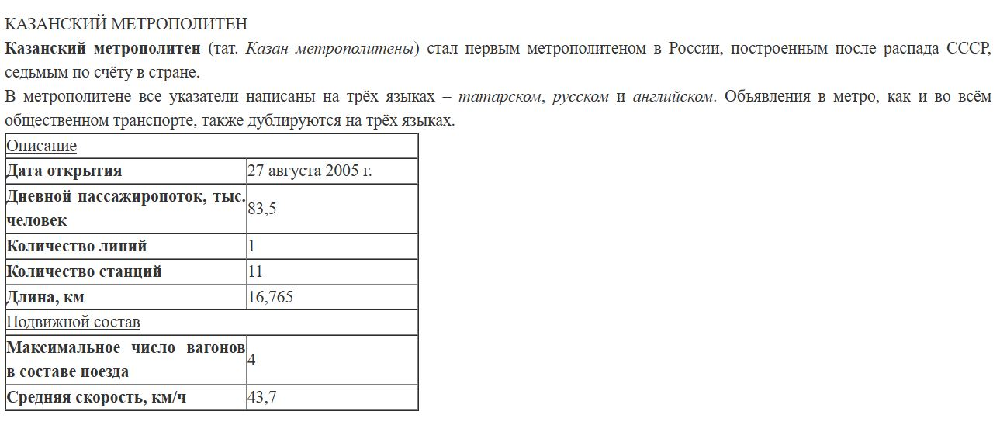 КАЗАНСКИЙ МЕТРОПОЛИТЕН
Казанский метрополитен (тат. Казан метрополитены) стал первым метрополитеном в России, построенным после распада СССР,
седьмым по счёту в стране.
В метрополитене все указатели написаны на трёх языках – татарском, русском и английском. Объявления в метро, как и во всём
общественном транспорте, также дублируются на трёх языках.
Описание
Дата открытия 27 августа 2005 г.
Дневной пассажиропоток, тыс.
человек 83,5
Количество линий 1
Количество станций 11
Длина, км 16,765
Подвижной состав
Максимальное число вагонов
в составе поезда 4
Средняя скорость, км/ч 43,7